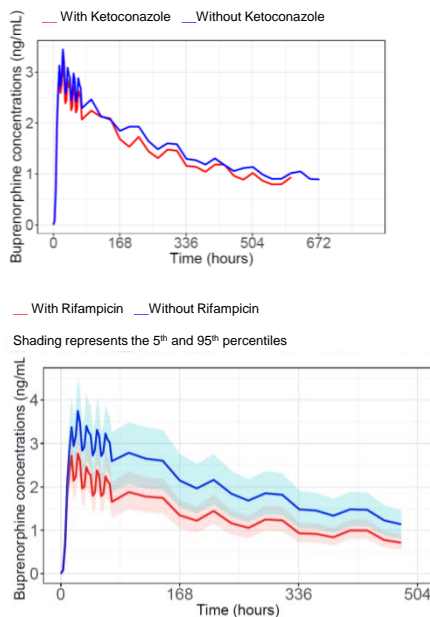 With Ketoconazole Without Ketoconazole
Buprenorphine concentrations (ng/mL)
3
2
1
0
0 168 336 504 672
Time (hours)
With Rifampicin Without Rifampicin
Shading represents the 5th and 95th percentiles
Buprenorphine concentrations (ng/mL
4
3
2
1
0
0 168 336 504
Time (hours)